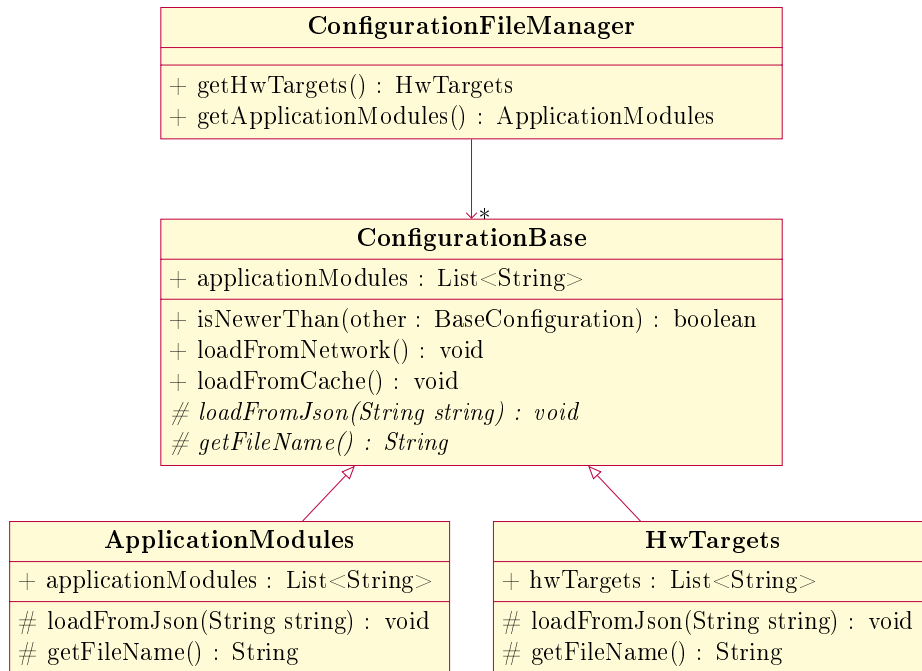 ConfigurationFileManager
+ getHwTargets() : HwTargets
+ getApplicationModules() : ApplicationModules
*
ConfigurationBase
+ applicationModules : List<String>
+ isNewerThan(other : BaseConfiguration) : boolean
+ loadFromNetwork() : void
+ loadFromCache() : void
# loadFromJson(String string) : void
# getFileName() : String
ApplicationModules
+ applicationModules : List<String>
# loadFromJson(String string) : void
# getFileName() : String
HwTargets
+ hwTargets : List<String>
# loadFromJson(String string) : void
# getFileName() : String